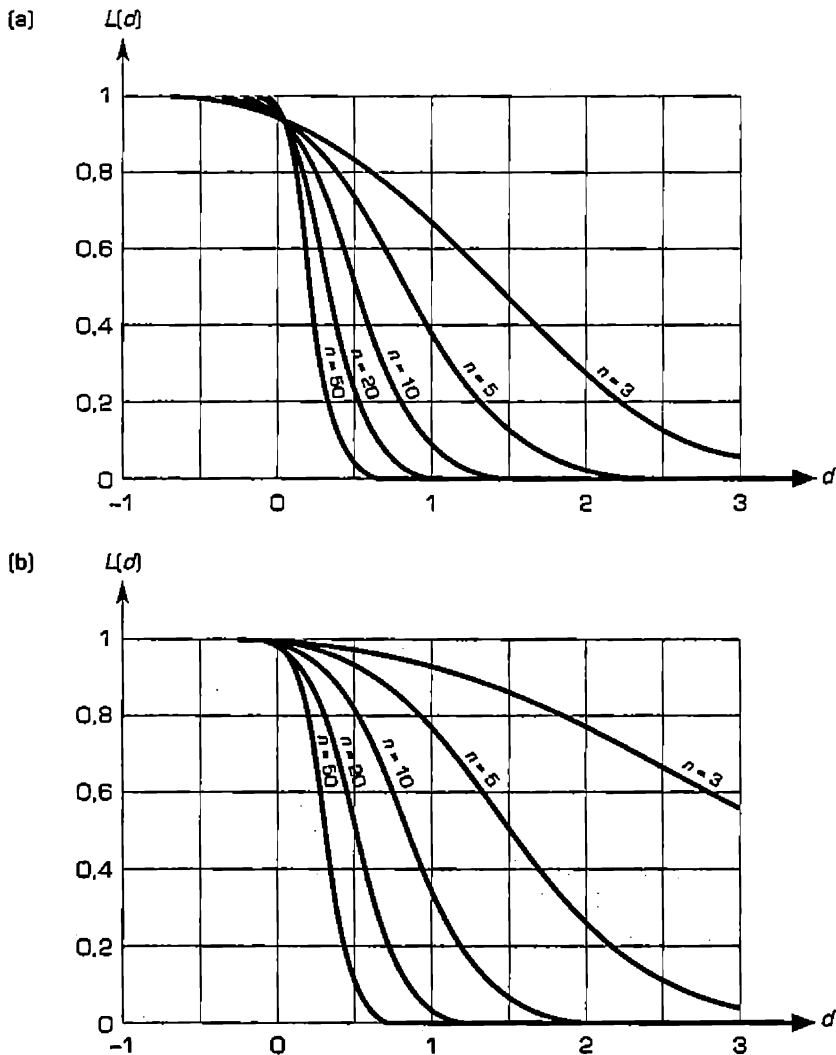 (a) L(d)
1
0,8
0,6
0,4
0,2
0
n = 50 n = 20 n = 10 n = 5 n = 3
-1 0 1 2 3 d
(b) L(d)
1
0,8
0,6
0,4
0,2
0
n = 50 n = 20 n = 10 n = 5 n = 3
-1 0 1 2 3 d